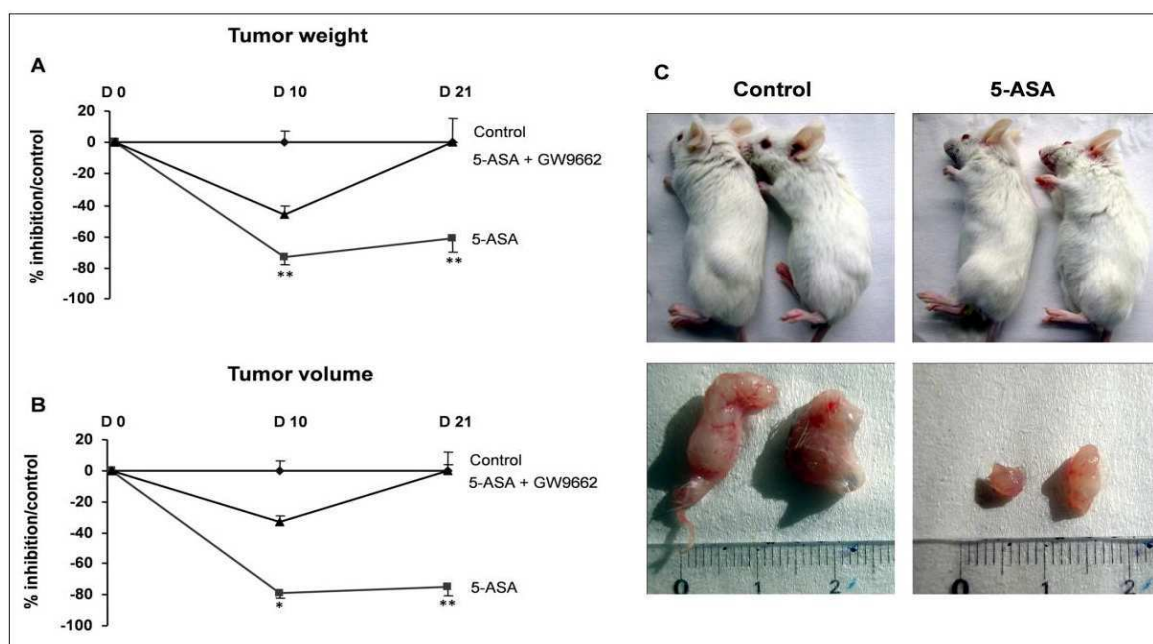 Tumor weight
A
D 0 D 10 D 21
20
0
-20
-40
-60
-80
-100
% inhibition/control
Control
5-ASA + GW9662
5-ASA
**
**
Tumor volume
B
D 0 D 10 D 21
20
0
-20
-40
-60
-80
-100
% inhibition/control
Control
5-ASA + GW9662
5-ASA
*
**
C
Control 5-ASA
0 1 2
0 1 2